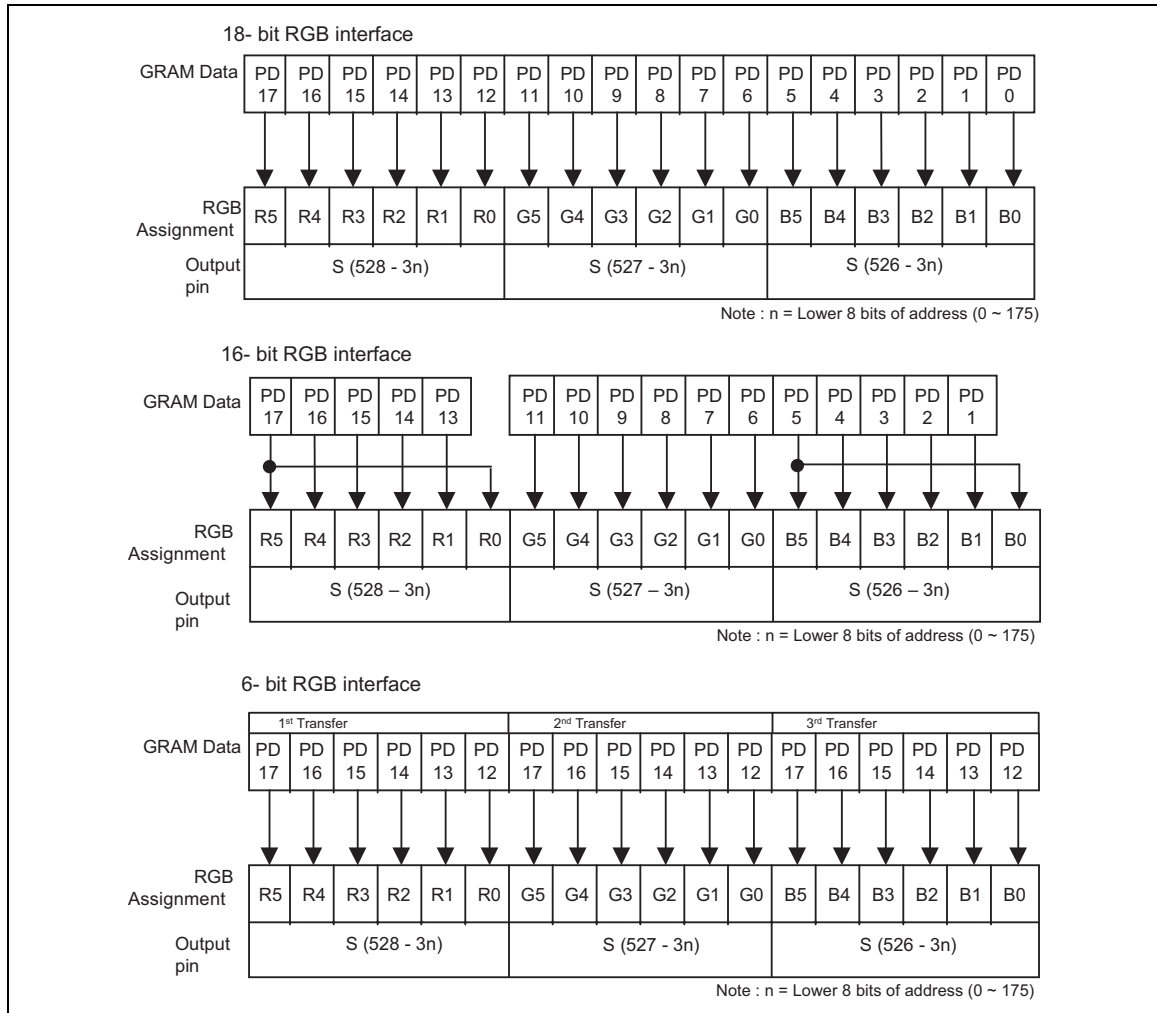 18- bit RGB interface
GRAM Data PD 17 PD 16 PD 15 PD 14 PD 13 PD 12 PD 11 PD 10 PD 9 PD 8 PD 7 PD 6 PD 5 PD 4 PD 3 PD 2 PD 1 PD 0
RGB Assignment R5 R4 R3 R2 R1 R0 G5 G4 G3 G2 G1 G0 B5 B4 B3 B2 B1 B0
Output pin S (528 - 3n) S (527 - 3n) S (526 - 3n)
Note : n = Lower 8 bits of address (0 ~ 175)
16- bit RGB interface
GRAM Data PD 17 PD 16 PD 15 PD 14 PD 13 PD 11 PD 10 PD 9 PD 8 PD 7 PD 6 PD 5 PD 4 PD 3 PD 2 PD 1
RGB Assignment R5 R4 R3 R2 R1 R0 G5 G4 G3 G2 G1 G0 B5 B4 B3 B2 B1 B0
Output pin S (528 – 3n) S (527 – 3n) S (526 – 3n)
Note : n = Lower 8 bits of address (0 ~ 175)
6- bit RGB interface
1st Transfer 2nd Transfer 3rd Transfer
GRAM Data PD 17 PD 16 PD 15 PD 14 PD 13 PD 12 PD 17 PD 16 PD 15 PD 14 PD 13 PD 12 PD 17 PD 16 PD 15 PD 14 PD 13 PD 12
RGB Assignment R5 R4 R3 R2 R1 R0 G5 G4 G3 G2 G1 G0 B5 B4 B3 B2 B1 B0
Output pin S (528 - 3n) S (527 - 3n) S (526 - 3n)
Note : n = Lower 8 bits of address (0 ~ 175)